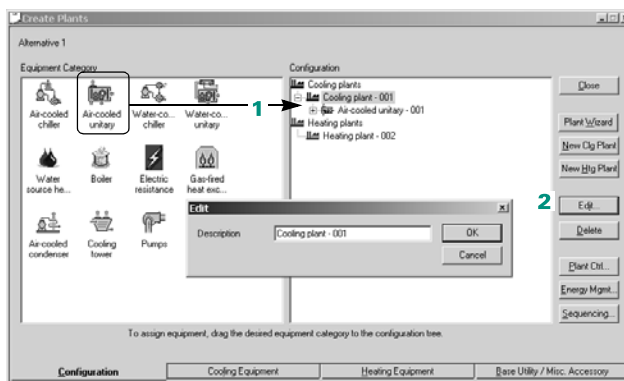 Create Plants
Alternative 1
Equipment Category
Configuration
Air-cooled chiller
Air-cooled unitary
Water-co... chiller
Water-co... unitary
Water source he...
Boiler
Electric resistance
Gas-fired heat exc...
Air-cooled condenser
Cooling tower
Pumps
1
Cooling plants
Cooling plant - 001
Air-cooled unitary - 001
Heating plants
Heating plant - 002
Close
Plant Wizard
New Clg Plant
New Htg Plant
2
Edit...
Delete
Plant Ctrl...
Energy Mgmt...
Sequencing...
Edit
Description
Cooling plant - 001
OK
Cancel
To assign equipment, drag the desired equipment category to the configuration tree.
Configuration
Cooling Equipment
Heating Equipment
Base Utility / Misc. Accessory